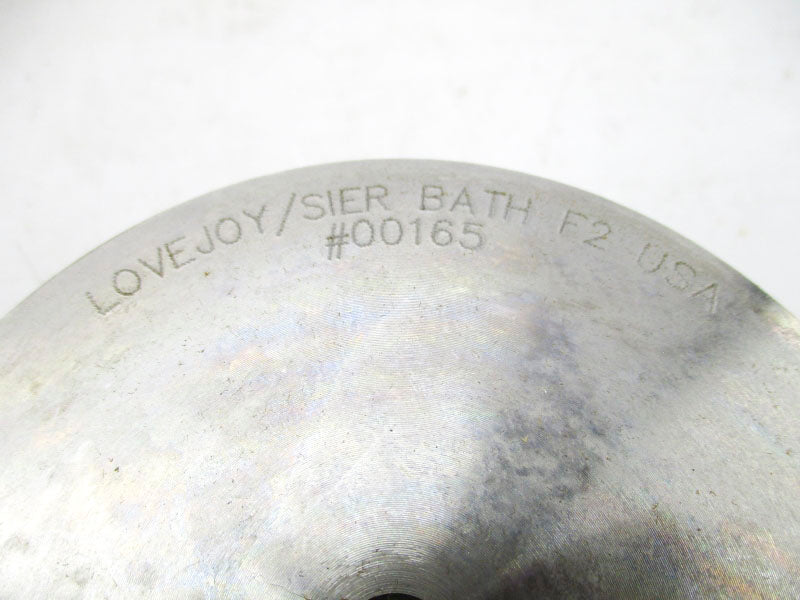 LOVEJOY/SIER BATH F2 USA
#00165